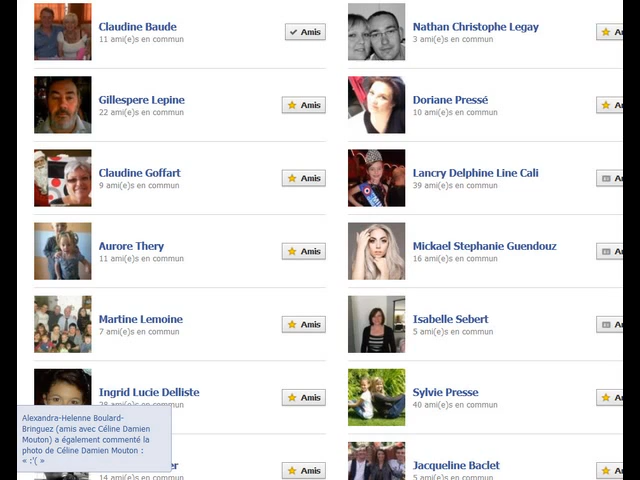 Claudine Baude
11 ami(e)s en commun
Amis
Nathan Christophe Legay
3 ami(e)s en commun
Gillespere Lepine
22 ami(e)s en commun
Amis
Doriane Pressé
10 ami(e)s en commun
Claudine Goffart
9 ami(e)s en commun
Amis
Lancry Delphine Line Cali
39 ami(e)s en commun
Aurore Thery
11 ami(e)s en commun
Amis
Mickael Stephanie Guendouz
16 ami(e)s en commun
Martine Lemoine
7 ami(e)s en commun
Amis
Isabelle Sebert
5 ami(e)s en commun
Ingrid Lucie Delliste
28 ami(e)s en commun
Amis
Sylvie Presse
40 ami(e)s en commun
Alexandra-Helenne Boulard-
Bringuez (amis avec Céline Damien
Mouton) a également commenté la
photo de Céline Damien Mouton :
« :'( »
14 ami(e)s en commun
Amis
Jacqueline Baclet
5 ami(e)s en commun